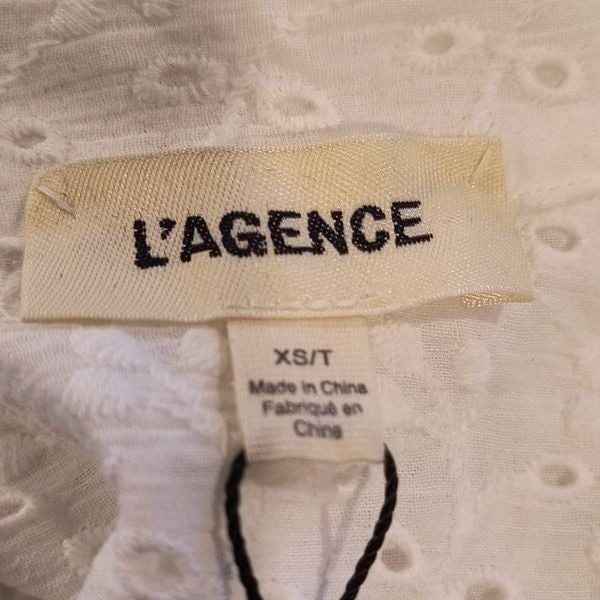 L'AGENCE
XS/T
Made in China
Fabriqué en
Chine